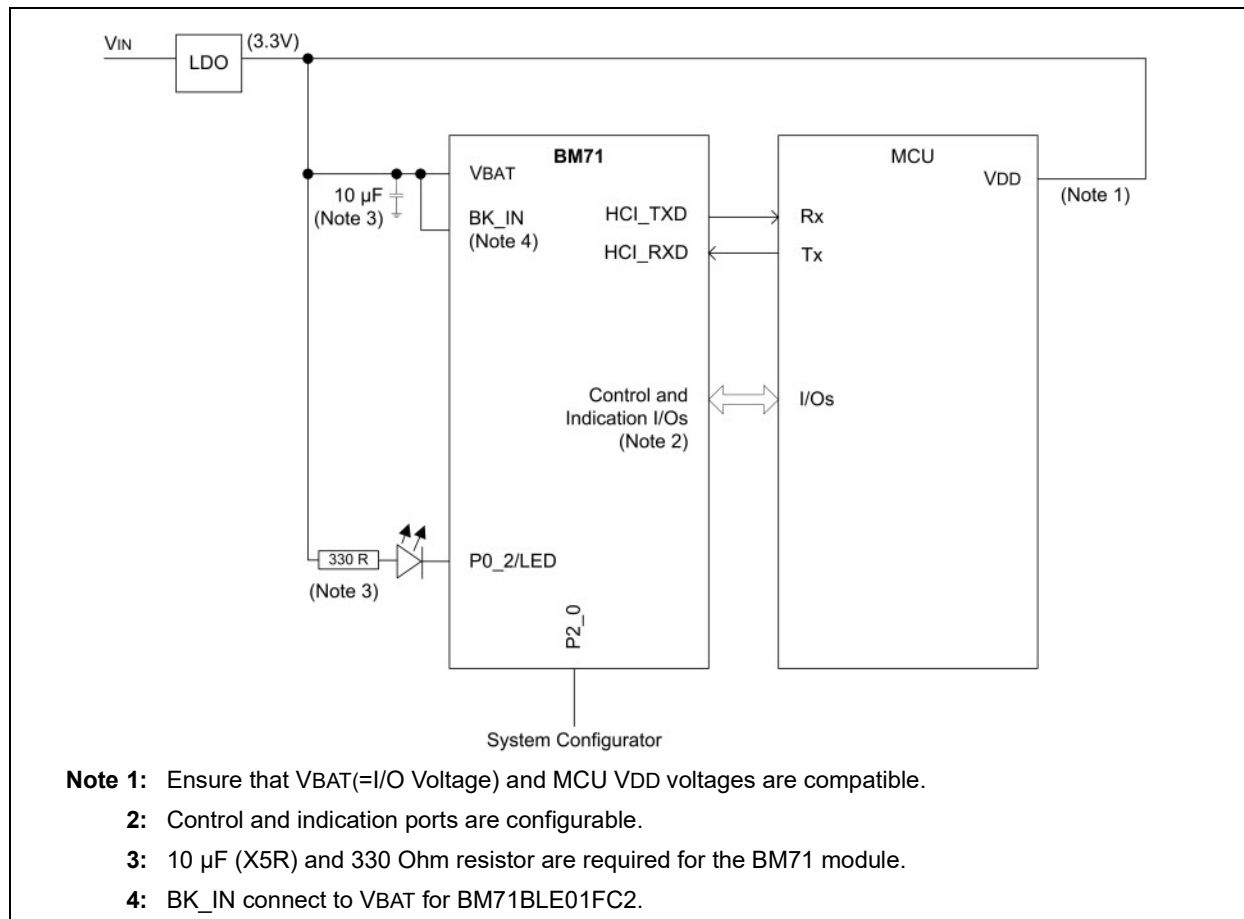 VIN
LDO
(3.3V)
BM71
MCU
VBAT
VDD
10 µF
(Note 3)
(Note 1)
BK_IN
(Note 4)
HCI_TXD
Rx
HCI_RXD
Tx
Control and
Indication I/Os
(Note 2)
I/Os
330 R
(Note 3)
P0_2/LED
P2_0
System Configurator
Note 1: Ensure that VBAT(=I/O Voltage) and MCU VDD voltages are compatible.
2: Control and indication ports are configurable.
3: 10 µF (X5R) and 330 Ohm resistor are required for the BM71 module.
4: BK_IN connect to VBAT for BM71BLE01FC2.